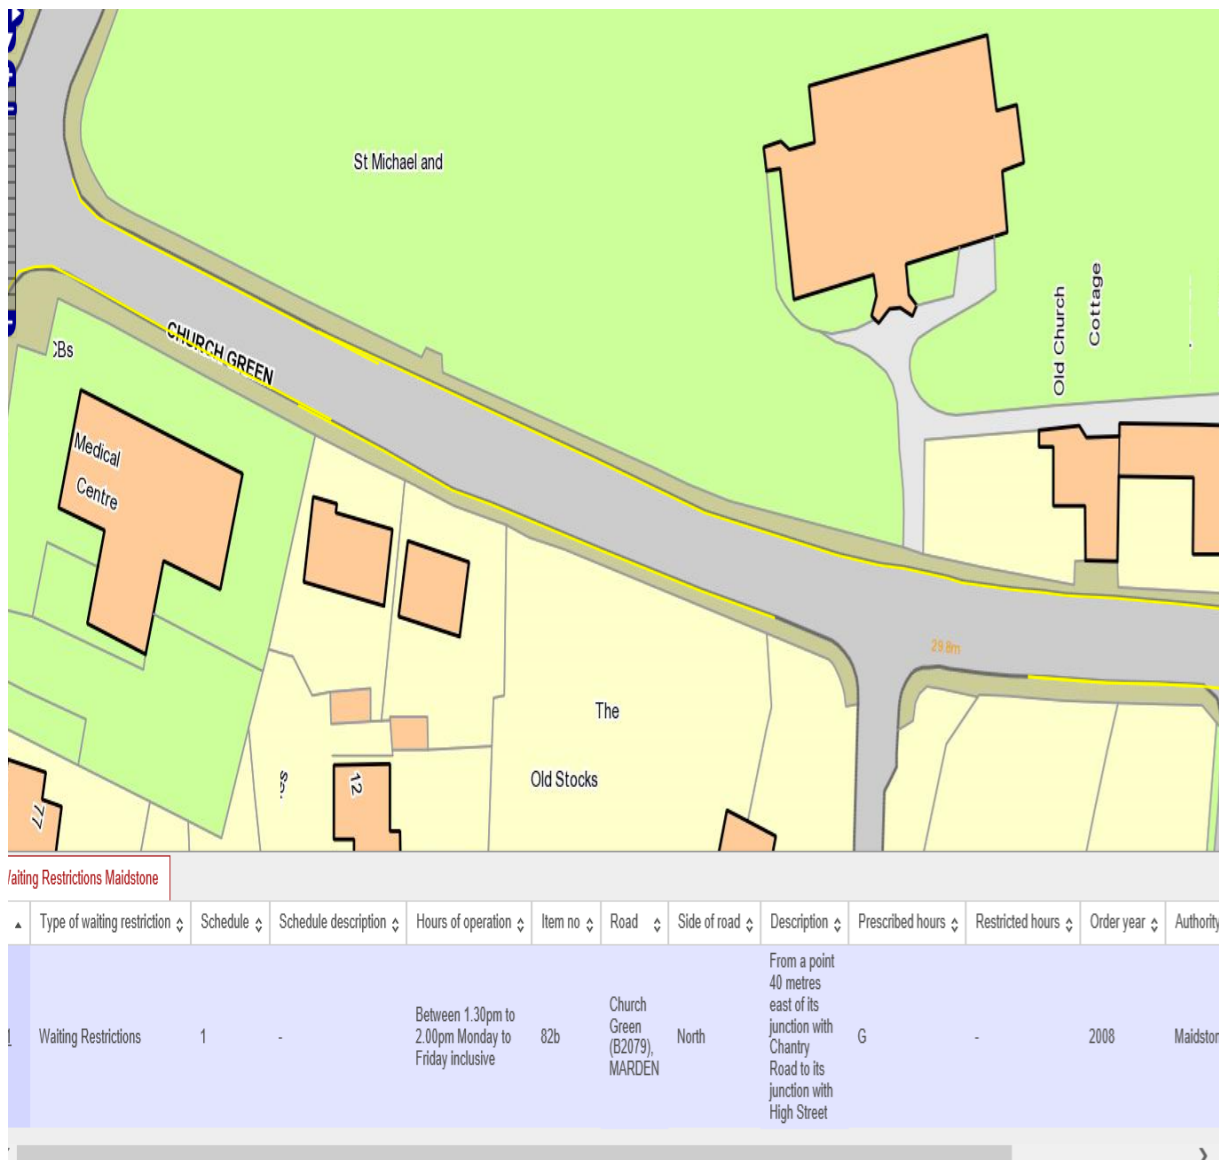 St Michael and
Old Church
Cottage
CHURCH GREEN
CBs
Medical
Centre
29.8m
The
Old Stocks
12
77
Waiting Restrictions Maidstone
Type of waiting restriction Schedule Schedule description Hours of operation Item no Road Side of road Description Prescribed hours Restricted hours Order year Authority
1 Waiting Restrictions 1 - Between 1.30pm to 2.00pm Monday to Friday inclusive 82b Church Green (B2079), MARDEN North From a point 40 metres east of its junction with Chantry Road to its junction with High Street G - 2008 Maidston